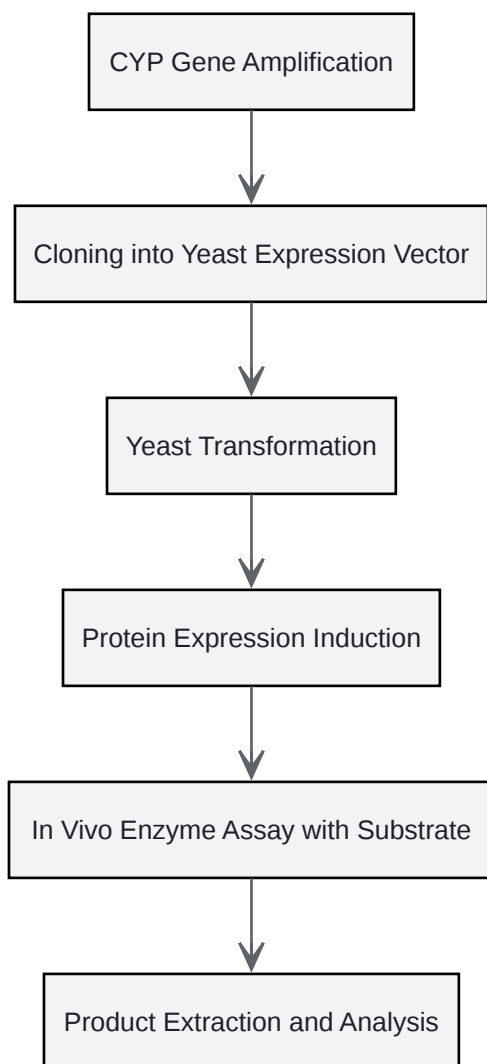 CYP Gene Amplification
Cloning into Yeast Expression Vector
Yeast Transformation
Protein Expression Induction
In Vivo Enzyme Assay with Substrate
Product Extraction and Analysis